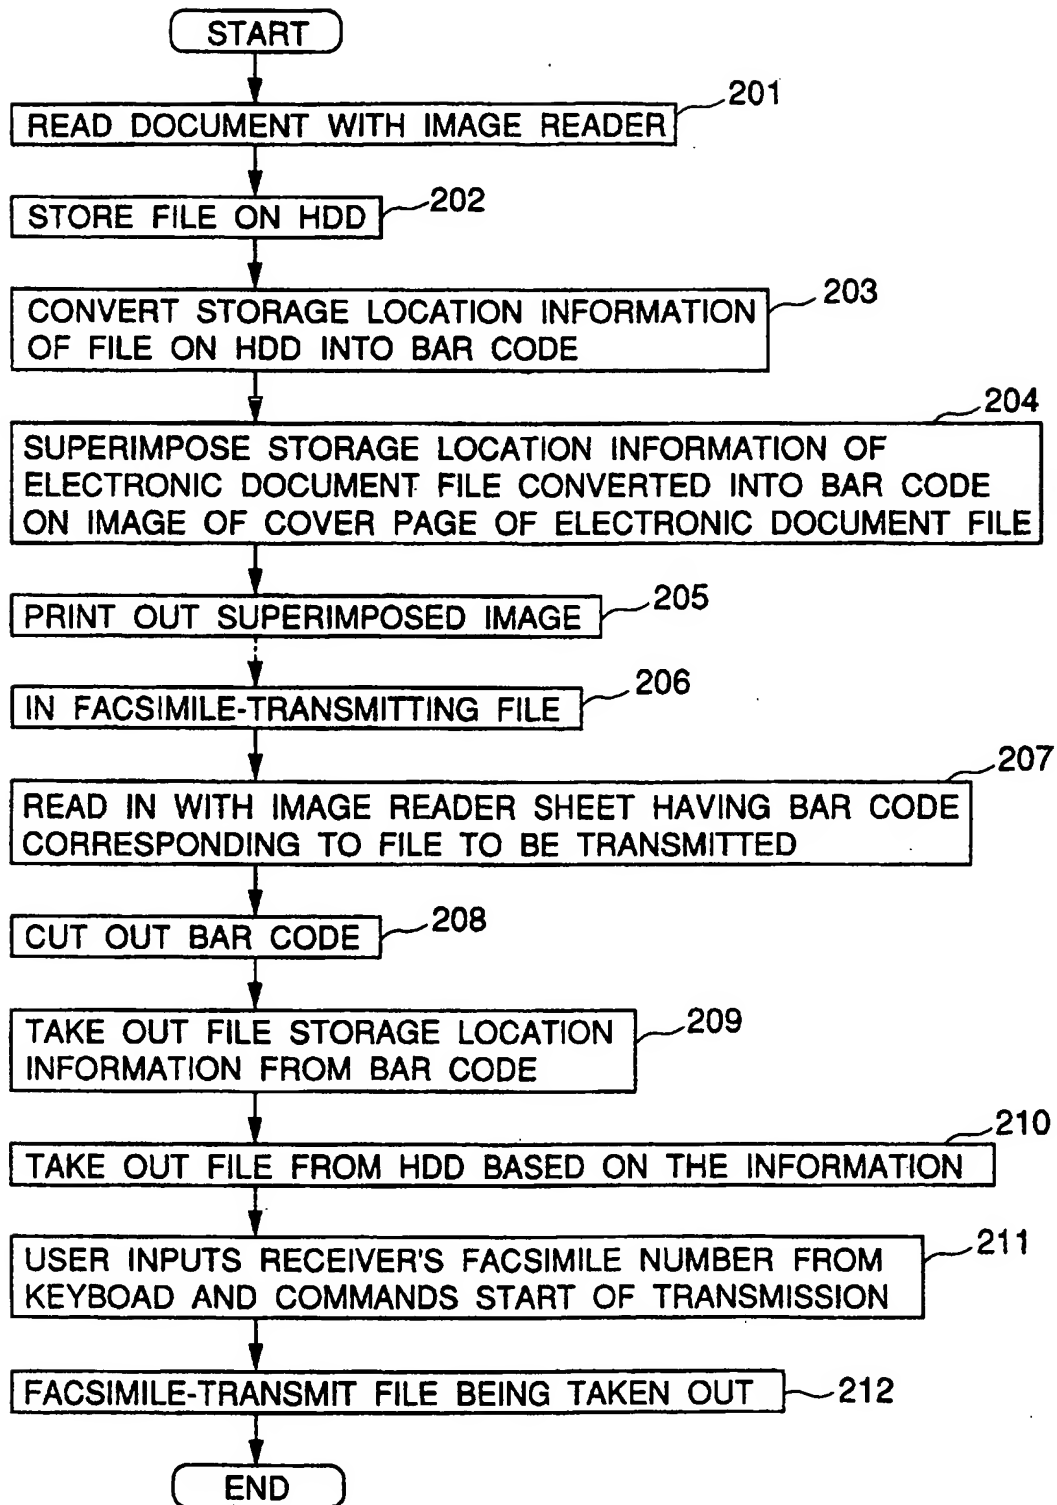 START
201
READ DOCUMENT WITH IMAGE READER
202
STORE FILE ON HDD
203
CONVERT STORAGE LOCATION INFORMATION
OF FILE ON HDD INTO BAR CODE
204
SUPERIMPOSE STORAGE LOCATION INFORMATION OF
ELECTRONIC DOCUMENT FILE CONVERTED INTO BAR CODE
ON IMAGE OF COVER PAGE OF ELECTRONIC DOCUMENT FILE
205
PRINT OUT SUPERIMPOSED IMAGE
206
IN FACSIMILE-TRANSMITTING FILE
207
READ IN WITH IMAGE READER SHEET HAVING BAR CODE
CORRESPONDING TO FILE TO BE TRANSMITTED
208
CUT OUT BAR CODE
209
TAKE OUT FILE STORAGE LOCATION
INFORMATION FROM BAR CODE
210
TAKE OUT FILE FROM HDD BASED ON THE INFORMATION
211
USER INPUTS RECEIVER'S FACSIMILE NUMBER FROM
KEYBOAD AND COMMANDS START OF TRANSMISSION
FACSIMILE-TRANSMIT FILE BEING TAKEN OUT
212
END